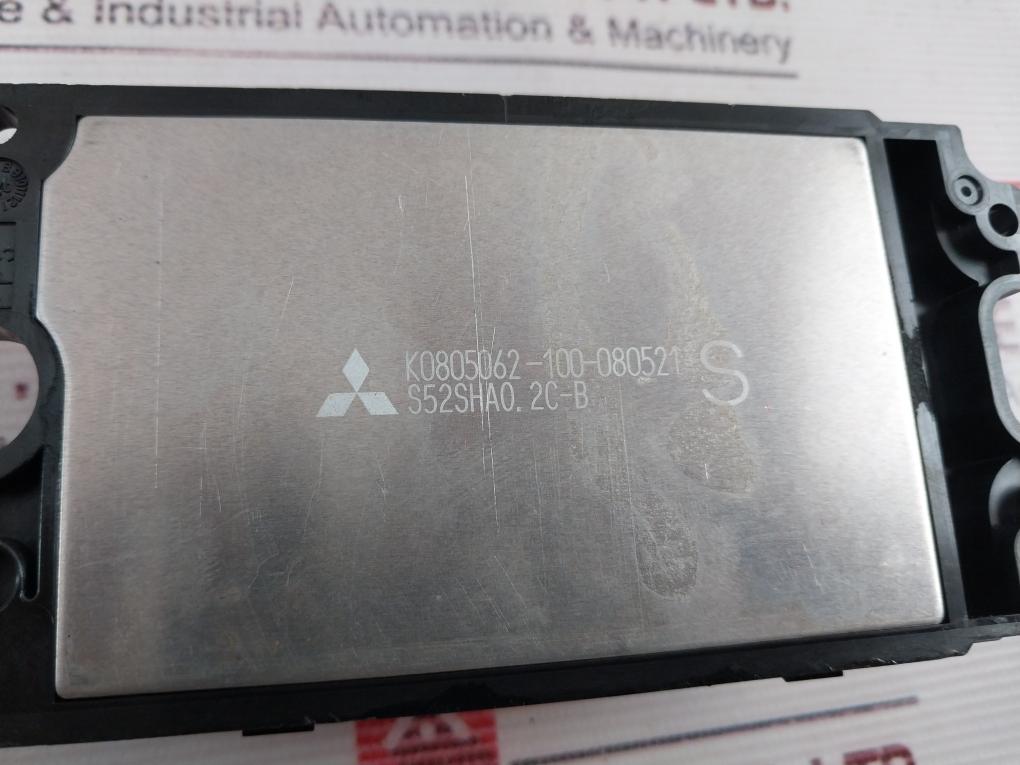 & Industrial Automation & Machinery
K0805062-100-080521 S
S52SHA0.2C-B